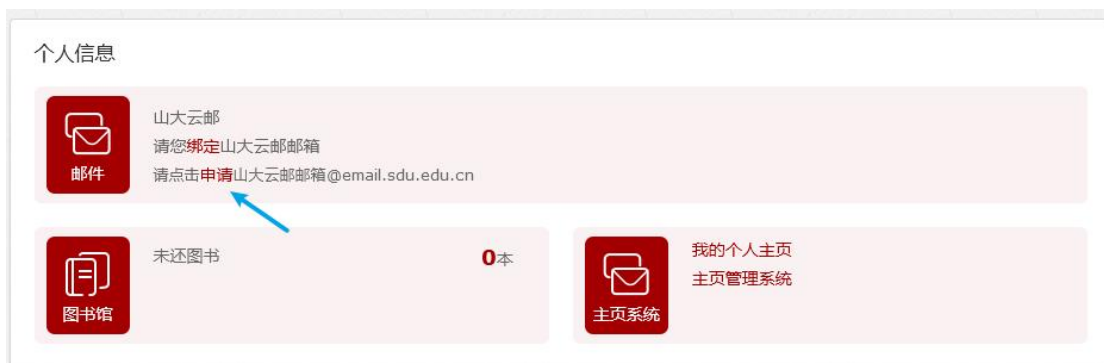 个人信息
山大云邮
请您绑定山大云邮邮箱
请点击申请山大云邮邮箱@email.sdu.edu.cn
邮件
未还图书 0本
图书馆
我的个人主页
主页管理系统
主页系统